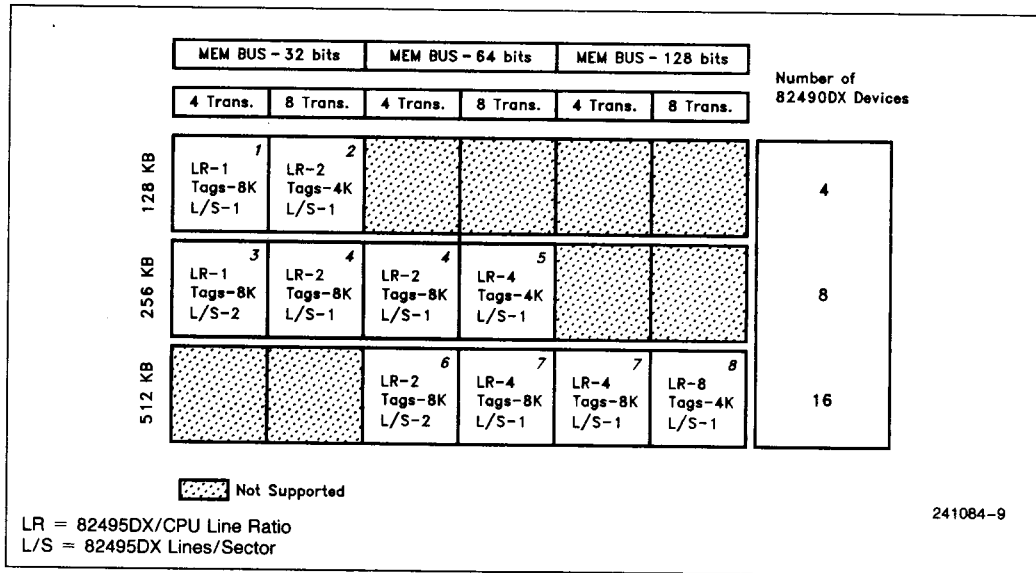 MEM BUS - 32 bits MEM BUS - 64 bits MEM BUS - 128 bits
Number of
82490DX Devices
4 Trans. 8 Trans. 4 Trans. 8 Trans. 4 Trans. 8 Trans.
128 KB
1 2
LR-1 LR-2
Tags-8K Tags-4K
L/S-1 L/S-1
4
256 KB
3 4 4 5
LR-1 LR-2 LR-2 LR-4
Tags-8K Tags-8K Tags-8K Tags-4K
L/S-2 L/S-1 L/S-1 L/S-1
8
512 KB
6 7 7 8
LR-2 LR-4 LR-4 LR-8
Tags-8K Tags-8K Tags-8K Tags-4K
L/S-2 L/S-1 L/S-1 L/S-1
16
Not Supported
241084-9
LR = 82495DX/CPU Line Ratio
L/S = 82495DX Lines/Sector